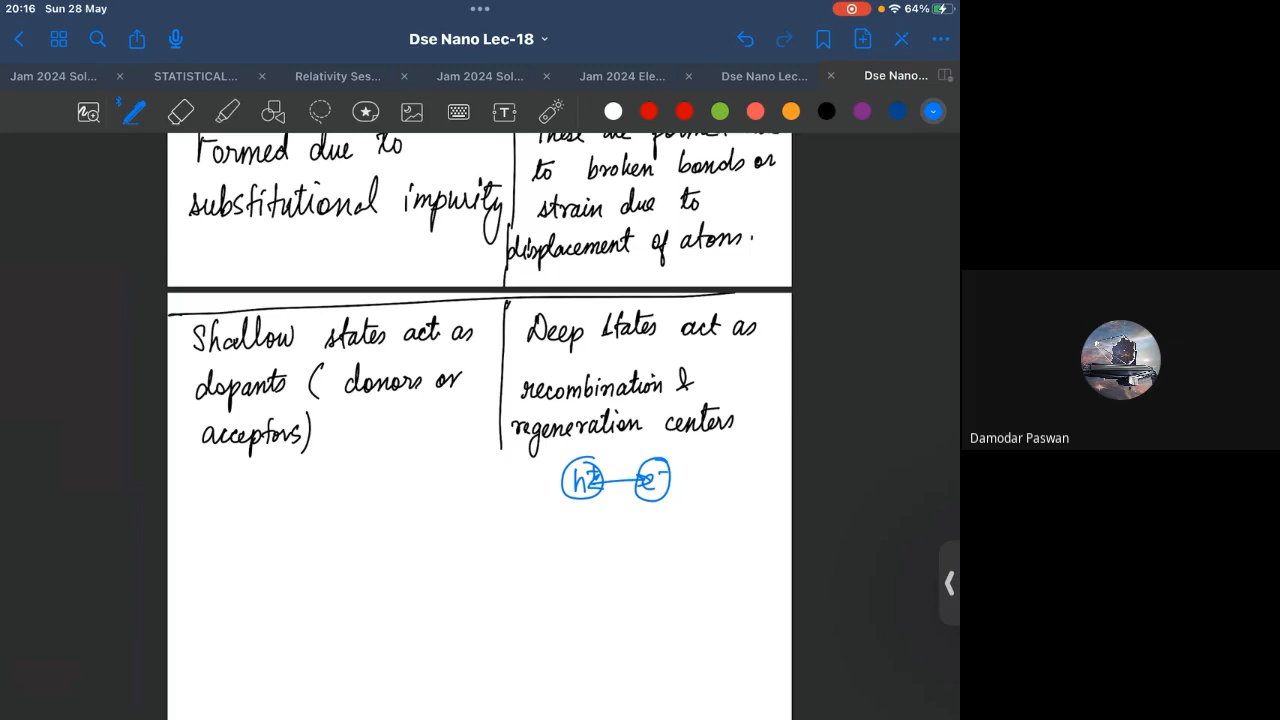 20:16 Sun 28 May
64%
Dse Nano Lec-18
Jam 2024 Sol...
STATISTICAL...
Relativity Ses...
Jam 2024 Sol...
Jam 2024 Ele...
Dse Nano Lec...
Dse Nano...
T
Formed due to
substitutional impurity
These are formed
to broken bonds or
strain due to
displacement of atoms.
Shallow states act as
dopants ( donors or
acceptors)
Deep States act as
recombination &
regeneration centers
h+ e-
Damodar Paswan